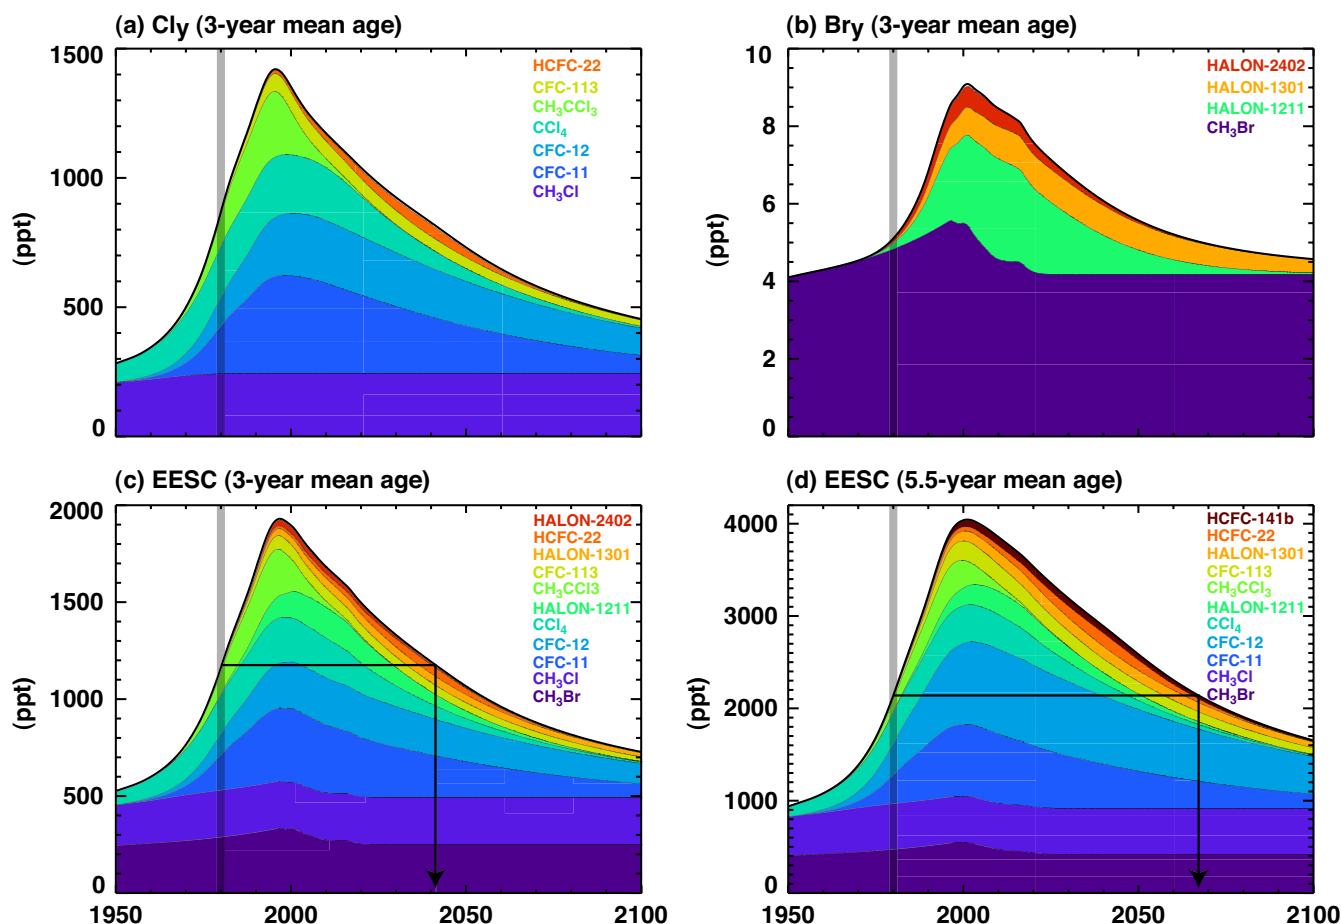 (a) Cly (3-year mean age)
1500
1000
500
0
(ppt)
HCFC-22
CFC-113
CH3CCl3
CCl4
CFC-12
CFC-11
CH3Cl
(b) Bry (3-year mean age)
10
8
6
4
2
0
(ppt)
HALON-2402
HALON-1301
HALON-1211
CH3Br
(c) EESC (3-year mean age)
2000
1500
1000
500
0
(ppt)
HALON-2402
HCFC-22
HALON-1301
CFC-113
CH3CCl3
HALON-1211
CCl4
CFC-12
CFC-11
CH3Cl
CH3Br
1950 2000 2050 2100
(d) EESC (5.5-year mean age)
4000
3000
2000
1000
0
(ppt)
HCFC-141b
HCFC-22
HALON-1301
CFC-113
CH3CCl3
HALON-1211
CCl4
CFC-12
CFC-11
CH3Cl
CH3Br
1950 2000 2050 2100